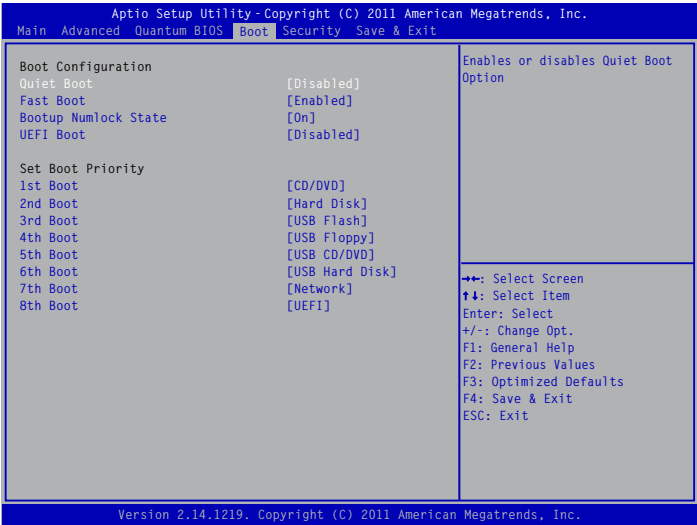 Aptio Setup Utility - Copyright (C) 2011 American Megatrends, Inc.
Main Advanced Quantum BIOS Boot Security Save & Exit
Boot Configuration
Quiet Boot [Disabled]
Fast Boot [Enabled]
Bootup Numlock State [On]
UEFI Boot [Disabled]
Set Boot Priority
1st Boot [CD/DVD]
2nd Boot [Hard Disk]
3rd Boot [USB Flash]
4th Boot [USB Floppy]
5th Boot [USB CD/DVD]
6th Boot [USB Hard Disk]
7th Boot [Network]
8th Boot [UEFI]
Enables or disables Quiet Boot
Option
→←: Select Screen
↑↓: Select Item
Enter: Select
+/-: Change Opt.
F1: General Help
F2: Previous Values
F3: Optimized Defaults
F4: Save & Exit
ESC: Exit
Version 2.14.1219. Copyright (C) 2011 American Megatrends, Inc.